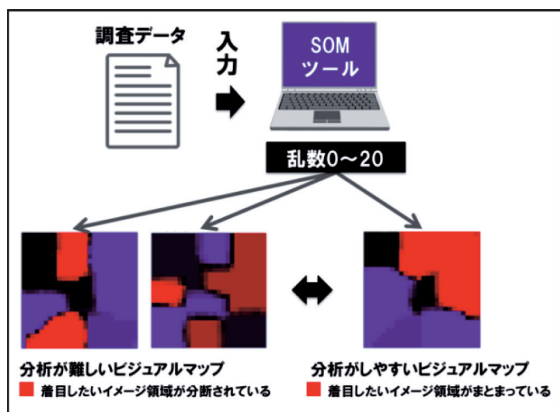 調査データ
入力
SOM
ツール
乱数0〜20
分析が難しいビジュアルマップ
着目したいイメージ領域が分断されている
分析がしやすいビジュアルマップ
着目したいイメージ領域がまとまっている